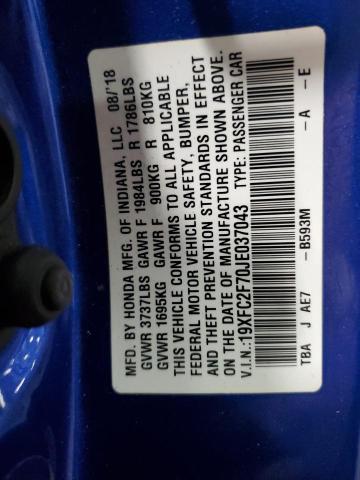 MFD. BY HONDA MFG. OF INDIANA, LLC 08/'18
GVWR 3737LBS GAWR F 1984LBS R 1786LBS
GVWR 1695KG GAWR F 900KG R 810KG
THIS VEHICLE CONFORMS TO ALL APPLICABLE
FEDERAL MOTOR VEHICLE SAFETY, BUMPER,
AND THEFT PREVENTION STANDARDS IN EFFECT
ON THE DATE OF MANUFACTURE SHOWN ABOVE.
V.I.N.:19XFC2F70JE037043 TYPE: PASSENGER CAR
TBA J AE7 -B593M -A -E